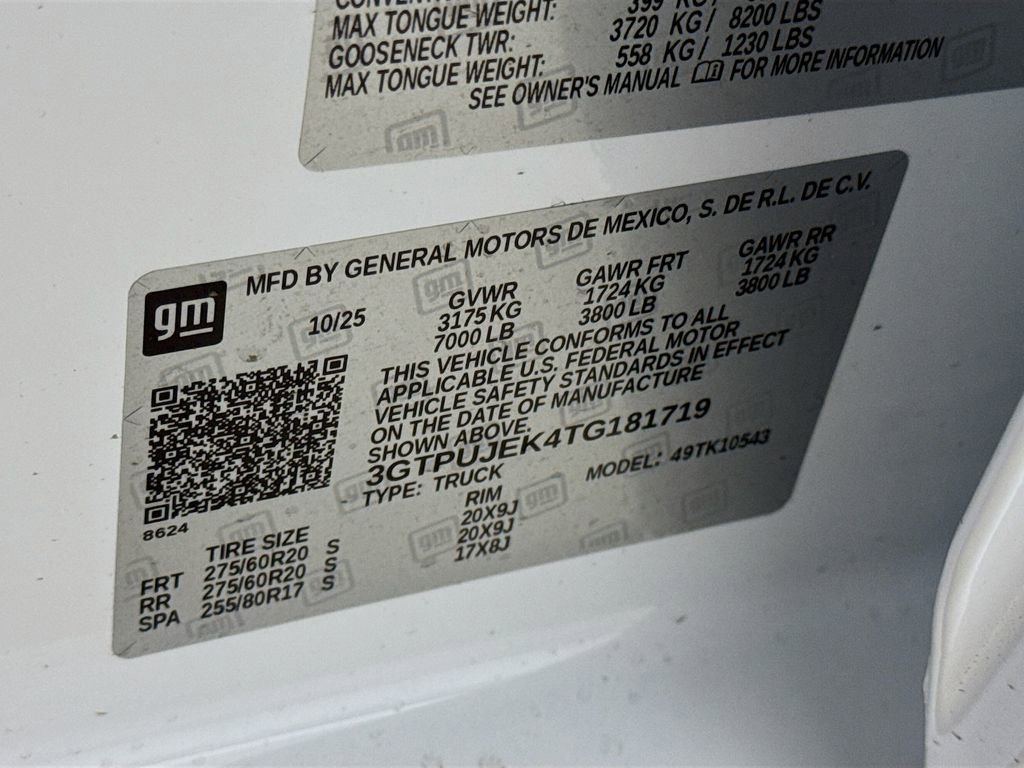 MAX TONGUE WEIGHT: 399 KG/
GOOSENECK TWR: 3720 KG/ 8200 LBS
MAX TONGUE WEIGHT: 558 KG/ 1230 LBS
SEE OWNER'S MANUAL FOR MORE INFORMATION
gm
MFD BY GENERAL MOTORS DE MEXICO, S. DE R.L. DE C.V.
10/25
GVWR GAWR FRT GAWR RR
3175 KG 1724 KG 1724 KG
7000 LB 3800 LB 3800 LB
THIS VEHICLE CONFORMS TO ALL
APPLICABLE U.S. FEDERAL MOTOR
VEHICLE SAFETY STANDARDS IN EFFECT
ON THE DATE OF MANUFACTURE
SHOWN ABOVE.
3GTPUJEK4TG181719
TYPE: TRUCK MODEL: 49TK10543
8624
TIRE SIZE RIM
FRT 275/60R20 S 20X9J
RR 275/60R20 S 20X9J
SPA 255/80R17 S 17X8J